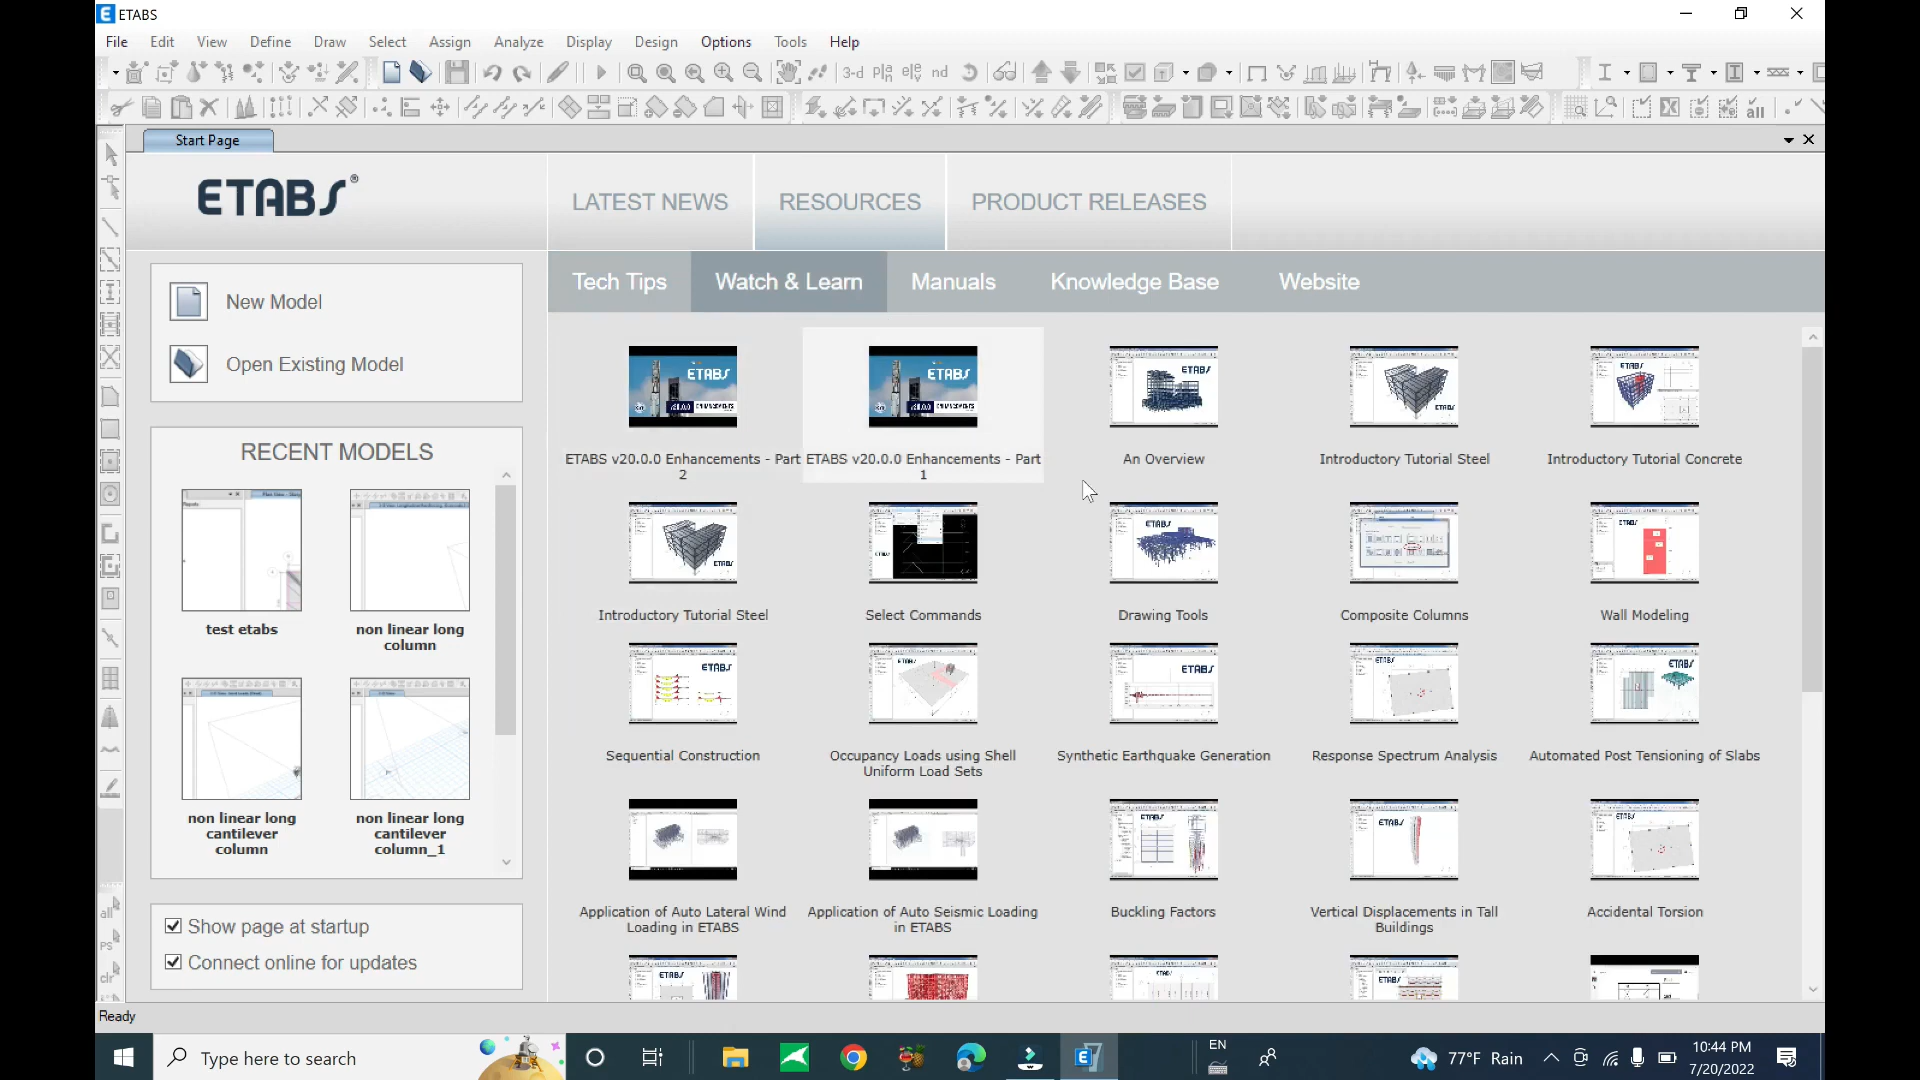 ETABS
File Edit View Define Draw Select Assign Analyze Display Design Options Tools Help
3-d pla ele nd
all
Start Page
ETABS®
LATEST NEWS RESOURCES PRODUCT RELEASES
Tech Tips Watch & Learn Manuals Knowledge Base Website
New Model
Open Existing Model
RECENT MODELS
test etabs
non linear long
column
non linear long
cantilever
column
non linear long
cantilever
column_1
Show page at startup
Connect online for updates
ETABS v20.0.0 Enhancements - Part
2
ETABS v20.0.0 Enhancements - Part
1
An Overview
Introductory Tutorial Steel
Introductory Tutorial Concrete
Introductory Tutorial Steel
Select Commands
Drawing Tools
Composite Columns
Wall Modeling
Sequential Construction
Occupancy Loads using Shell
Uniform Load Sets
Synthetic Earthquake Generation
Response Spectrum Analysis
Automated Post Tensioning of Slabs
Application of Auto Lateral Wind
Loading in ETABS
Application of Auto Seismic Loading
in ETABS
Buckling Factors
Vertical Displacements in Tall
Buildings
Accidental Torsion
all
PS
clr
Ready
Type here to search
EN
77°F Rain
10:44 PM
7/20/2022